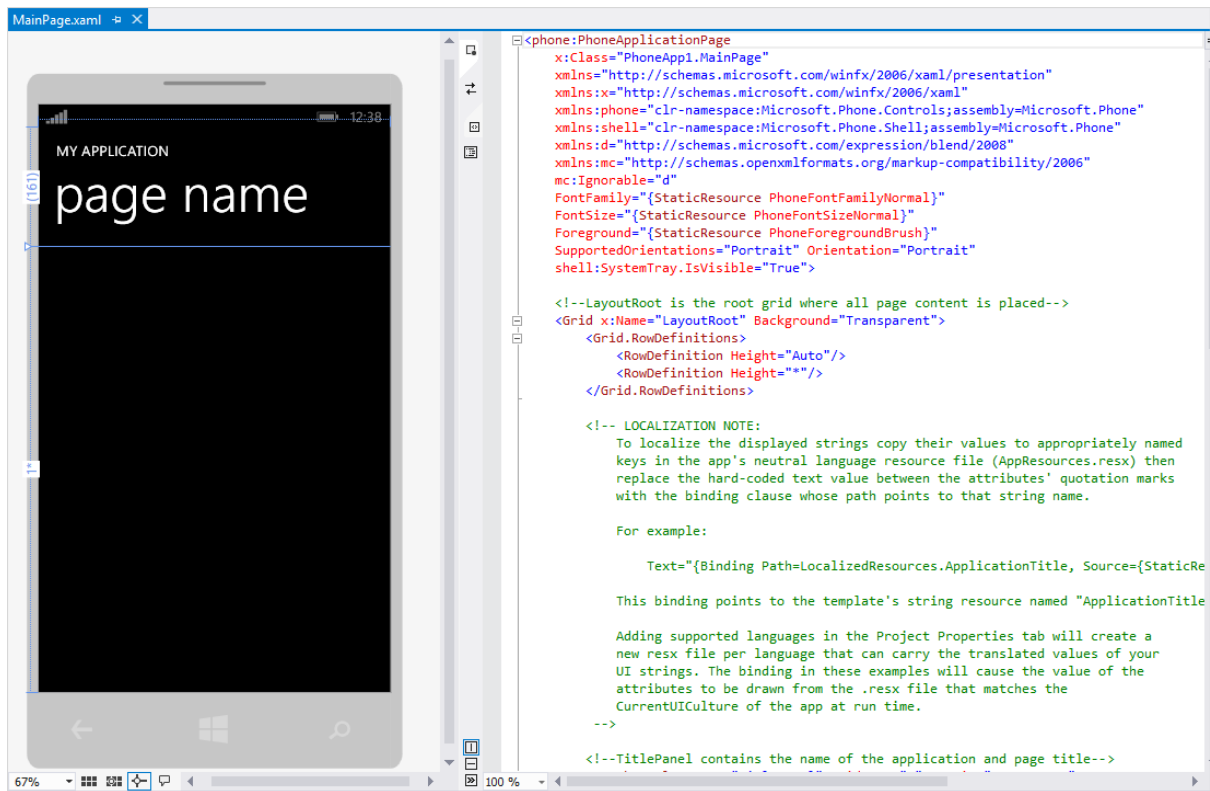 MainPage.xaml
12:38
MY APPLICATION
page name
(161)
1*
67%
<phone:PhoneApplicationPage
x:Class="PhoneApp1.MainPage"
xmlns="http://schemas.microsoft.com/winfx/2006/xaml/presentation"
xmlns:x="http://schemas.microsoft.com/winfx/2006/xaml"
xmlns:phone="clr-namespace:Microsoft.Phone.Controls;assembly=Microsoft.Phone"
xmlns:shell="clr-namespace:Microsoft.Phone.Shell;assembly=Microsoft.Phone"
xmlns:d="http://schemas.microsoft.com/expression/blend/2008"
xmlns:mc="http://schemas.openxmlformats.org/markup-compatibility/2006"
mc:Ignorable="d"
FontFamily="{StaticResource PhoneFontFamilyNormal}"
FontSize="{StaticResource PhoneFontSizeNormal}"
Foreground="{StaticResource PhoneForegroundBrush}"
SupportedOrientations="Portrait" Orientation="Portrait"
shell:SystemTray.IsVisible="True">
<!--LayoutRoot is the root grid where all page content is placed-->
<Grid x:Name="LayoutRoot" Background="Transparent">
<Grid.RowDefinitions>
<RowDefinition Height="Auto"/>
<RowDefinition Height="*"/>
</Grid.RowDefinitions>
<!-- LOCALIZATION NOTE:
To localize the displayed strings copy their values to appropriately named
keys in the app's neutral language resource file (AppResources.resx) then
replace the hard-coded text value between the attributes' quotation marks
with the binding clause whose path points to that string name.
For example:
Text="{Binding Path=LocalizedResources.ApplicationTitle, Source={StaticRe
This binding points to the template's string resource named "ApplicationTitle
Adding supported languages in the Project Properties tab will create a
new resx file per language that can carry the translated values of your
UI strings. The binding in these examples will cause the value of the
attributes to be drawn from the .resx file that matches the
CurrentUICulture of the app at run time.
-->
<!--TitlePanel contains the name of the application and page title-->
100 %